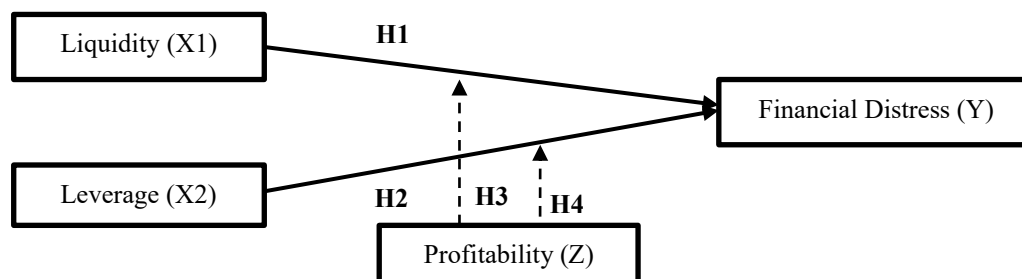 Liquidity (X1)
H1
Financial Distress (Y)
Leverage (X2)
H2
H3
H4
Profitability (Z)